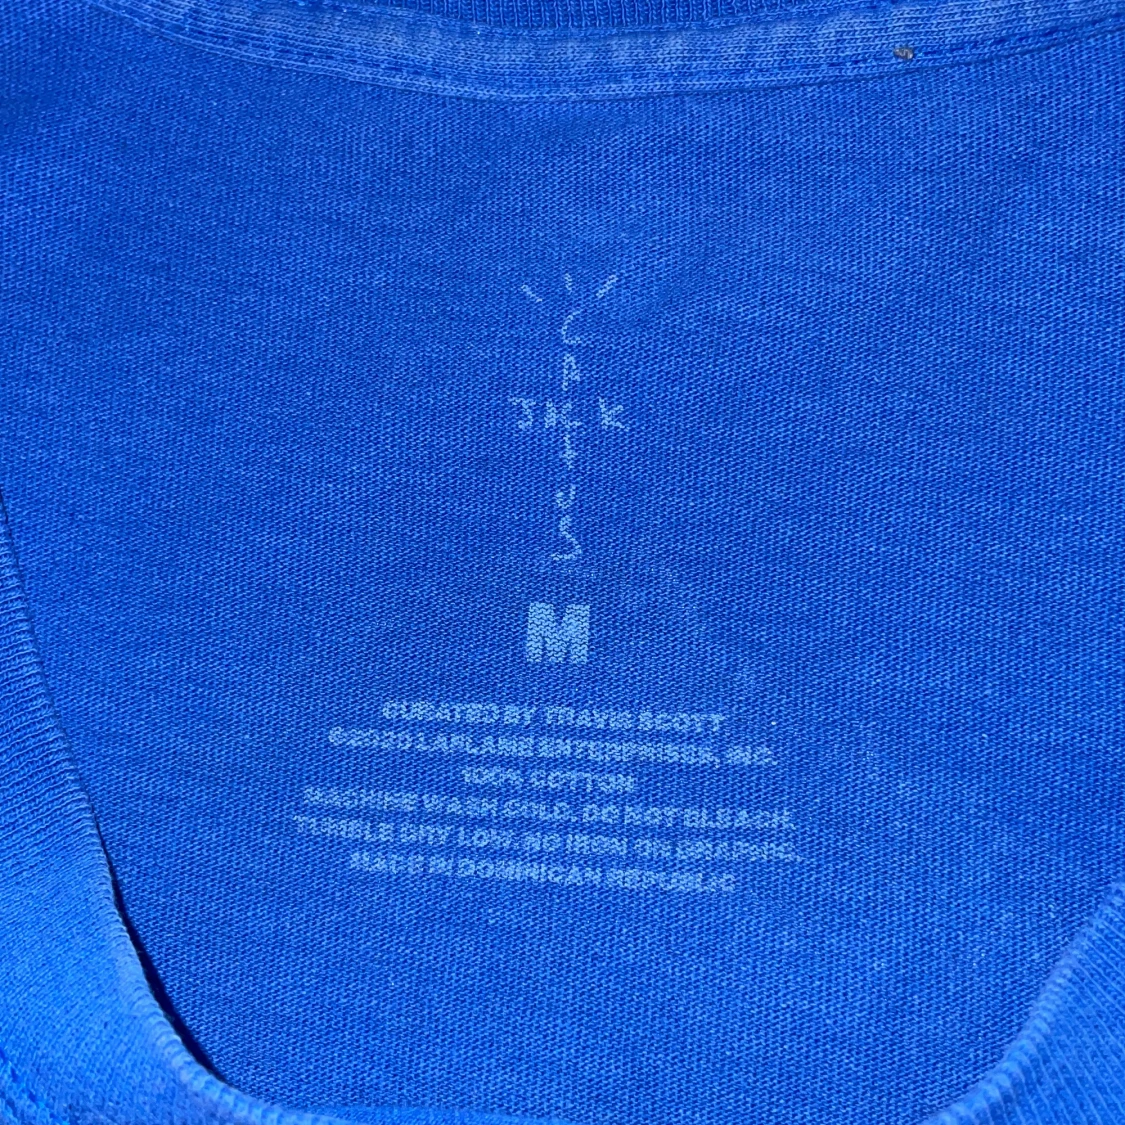 CACTUS
JACK
M
CURATED BY TRAVIS SCOTT
©2020 LAFLAME ENTERPRISES, INC.
100% COTTON
MACHINE WASH COLD. DO NOT BLEACH.
TUMBLE DRY LOW. NO IRON ON GRAPHIC.
MADE IN DOMINICAN REPUBLIC